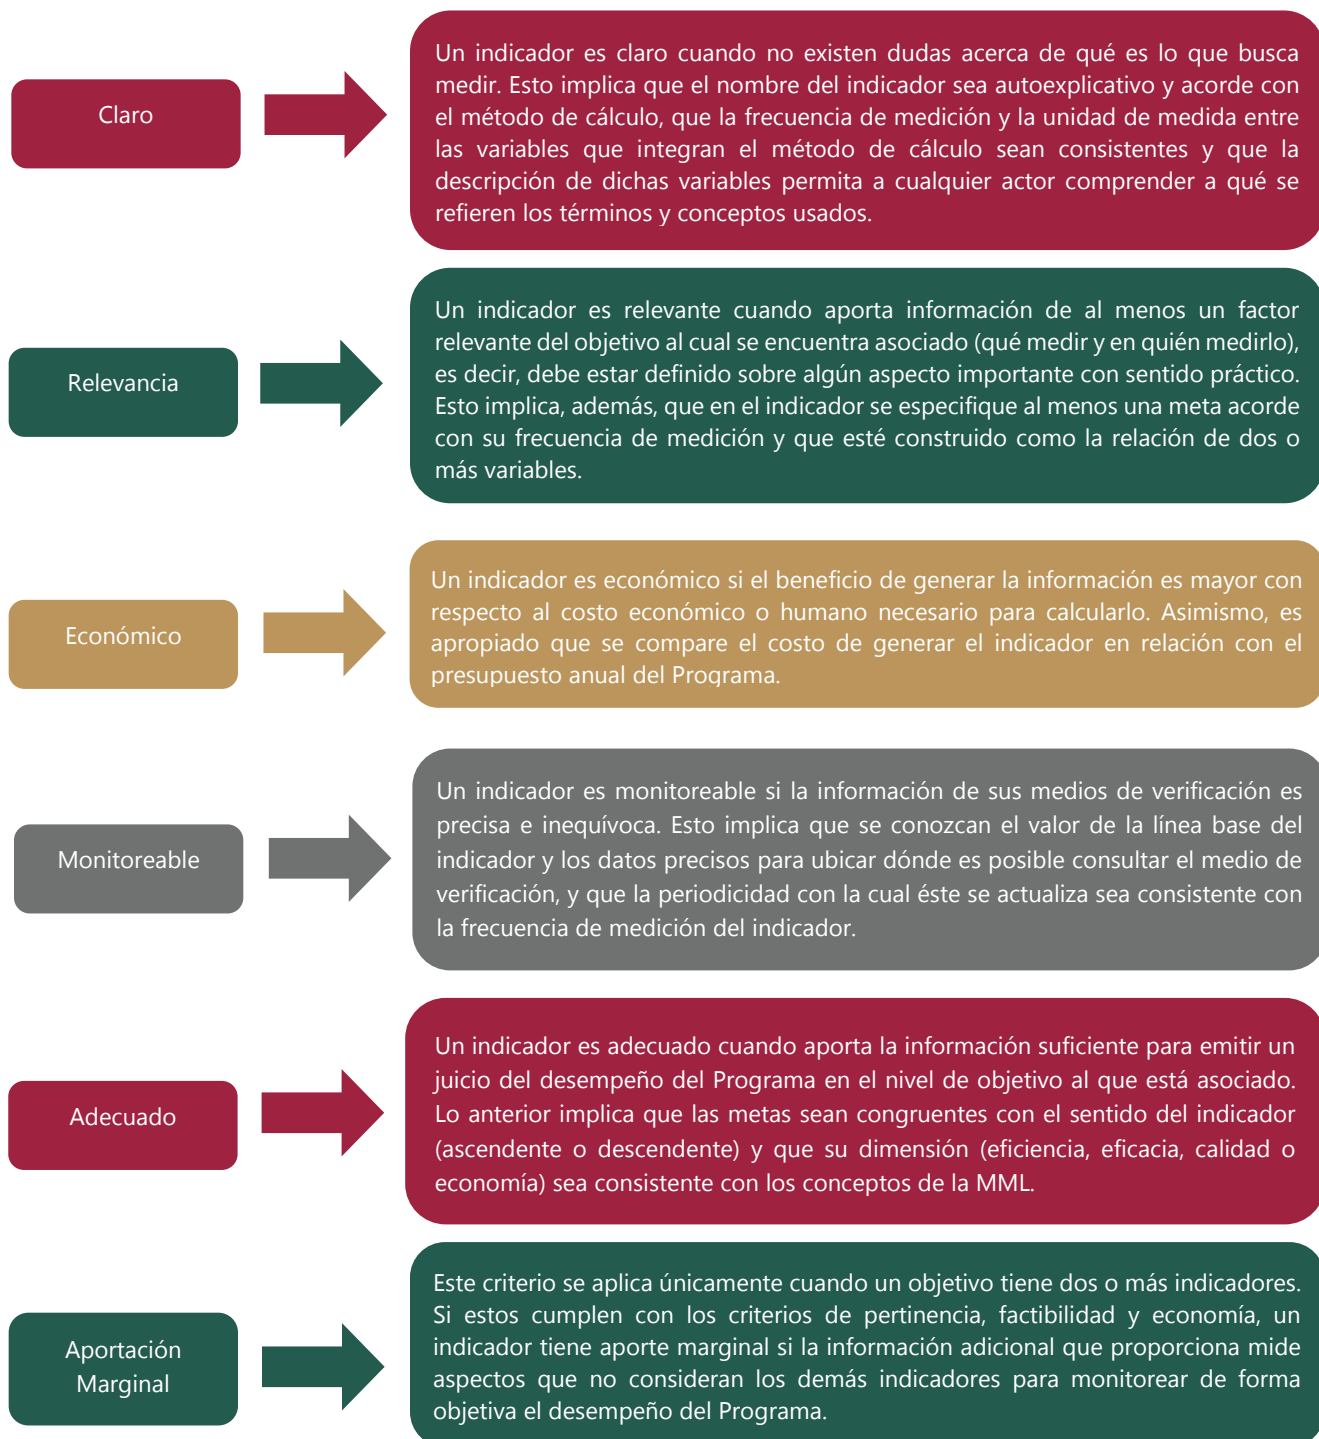 Claro
Un indicador es claro cuando no existen dudas acerca de qué es lo que busca
medir. Esto implica que el nombre del indicador sea autoexplicativo y acorde con
el método de cálculo, que la frecuencia de medición y la unidad de medida entre
las variables que integran el método de cálculo sean consistentes y que la
descripción de dichas variables permita a cualquier actor comprender a qué se
refieren los términos y conceptos usados.
Relevancia
Un indicador es relevante cuando aporta información de al menos un factor
relevante del objetivo al cual se encuentra asociado (qué medir y en quién medirlo),
es decir, debe estar definido sobre algún aspecto importante con sentido práctico.
Esto implica, además, que en el indicador se especifique al menos una meta acorde
con su frecuencia de medición y que esté construido como la relación de dos o
más variables.
Económico
Un indicador es económico si el beneficio de generar la información es mayor con
respecto al costo económico o humano necesario para calcularlo. Asimismo, es
apropiado que se compare el costo de generar el indicador en relación con el
presupuesto anual del Programa.
Monitoreable
Un indicador es monitoreable si la información de sus medios de verificación es
precisa e inequívoca. Esto implica que se conozcan el valor de la línea base del
indicador y los datos precisos para ubicar dónde es posible consultar el medio de
verificación, y que la periodicidad con la cual éste se actualiza sea consistente con
la frecuencia de medición del indicador.
Adecuado
Un indicador es adecuado cuando aporta la información suficiente para emitir un
juicio del desempeño del Programa en el nivel de objetivo al que está asociado.
Lo anterior implica que las metas sean congruentes con el sentido del indicador
(ascendente o descendente) y que su dimensión (eficiencia, eficacia, calidad o
economía) sea consistente con los conceptos de la MML.
Aportación
Marginal
Este criterio se aplica únicamente cuando un objetivo tiene dos o más indicadores.
Si estos cumplen con los criterios de pertinencia, factibilidad y economía, un
indicador tiene aporte marginal si la información adicional que proporciona mide
aspectos que no consideran los demás indicadores para monitorear de forma
objetiva el desempeño del Programa.